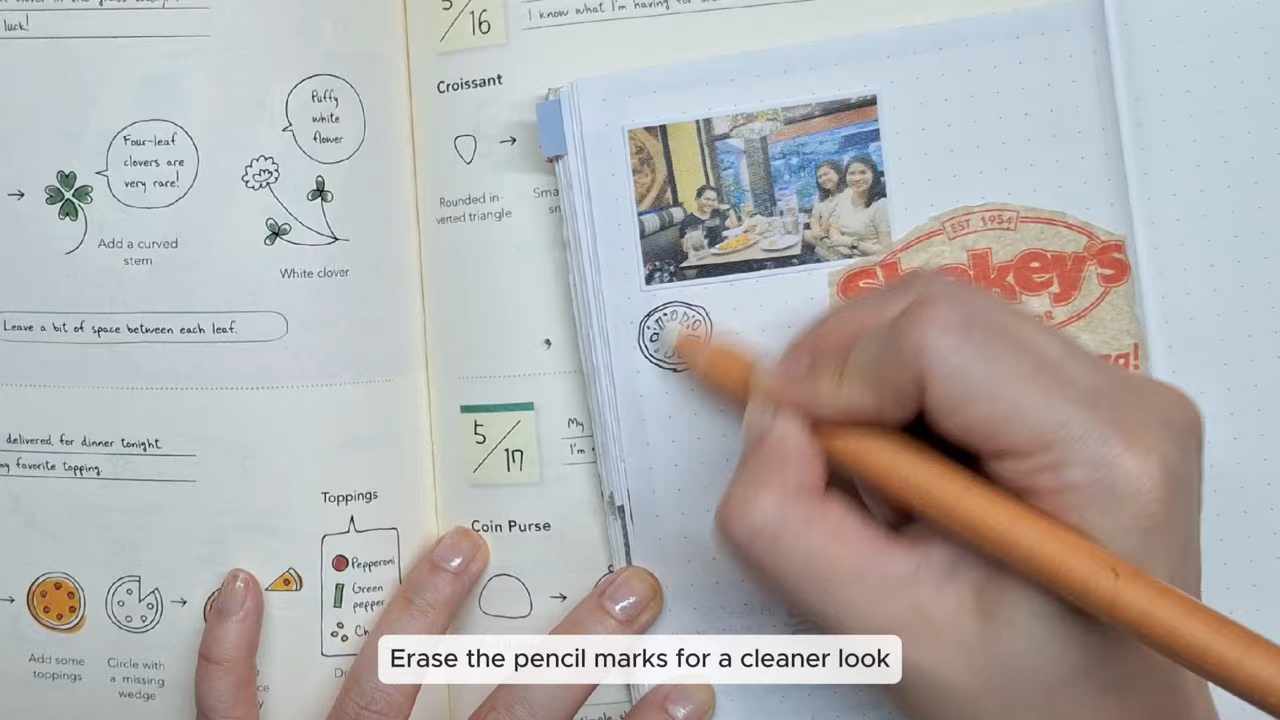 luck!
Four-leaf
clovers are
very rare!
Puffy
white
flower
Add a curved
stem
White clover
Leave a bit of space between each leaf.
delivered for dinner tonight.
my favorite topping.
Add some
toppings
Circle with
a missing
wedge
Toppings
Pepperoni
Green
pepper
5/16
I know what I'm having for
Croissant
Rounded in-
verted triangle
5/17
My
I'm
Coin Purse
EST 1954
Shakey's
Erase the pencil marks for a cleaner look